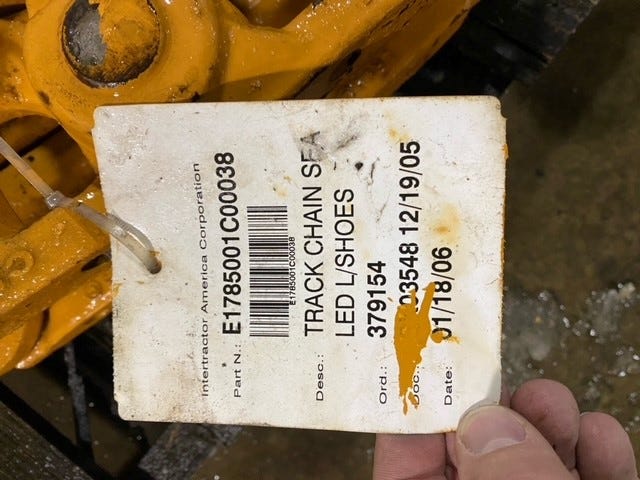 Intertractor America Corporation
Part N.: E1785001C00038
E1785001C00038
Desc.: TRACK CHAIN SEA
LED L/SHOES
Ord.: 379154
Doc.: 03548 12/19/05
Date: 01/18/06